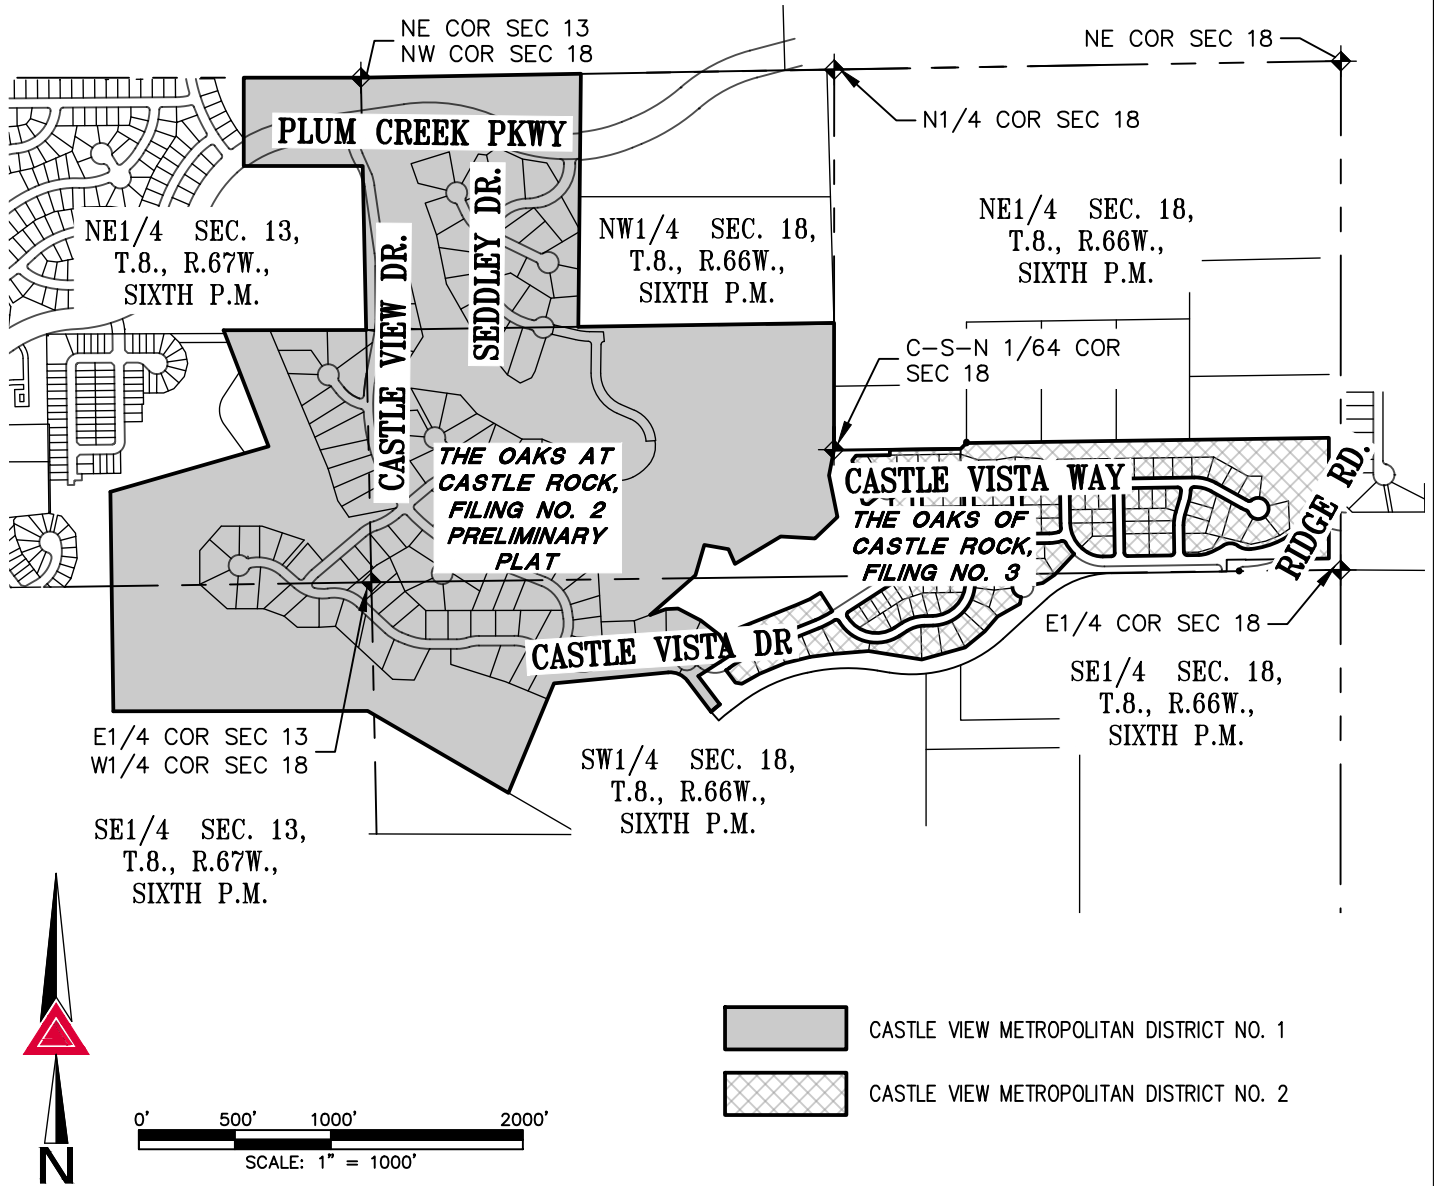 NE COR SEC 13
NW COR SEC 18
NE COR SEC 18
N1/4 COR SEC 18
PLUM CREEK PKWY
SEDDLEY DR.
CASTLE VIEW DR.
NE1/4 SEC. 13,
T.8., R.67W.,
SIXTH P.M.
NW1/4 SEC. 18,
T.8., R.66W.,
SIXTH P.M.
NE1/4 SEC. 18,
T.8., R.66W.,
SIXTH P.M.
C-S-N 1/64 COR
SEC 18
THE OAKS AT
CASTLE ROCK,
FILING NO. 2
PRELIMINARY
PLAT
CASTLE VISTA WAY
THE OAKS OF
CASTLE ROCK,
FILING NO. 3
RIDGE RD.
CASTLE VISTA DR
E1/4 COR SEC 18
SE1/4 SEC. 18,
T.8., R.66W.,
SIXTH P.M.
E1/4 COR SEC 13
W1/4 COR SEC 18
SW1/4 SEC. 18,
T.8., R.66W.,
SIXTH P.M.
SE1/4 SEC. 13,
T.8., R.67W.,
SIXTH P.M.
CASTLE VIEW METROPOLITAN DISTRICT NO. 1
CASTLE VIEW METROPOLITAN DISTRICT NO. 2
0' 500' 1000' 2000'
SCALE: 1" = 1000'
N